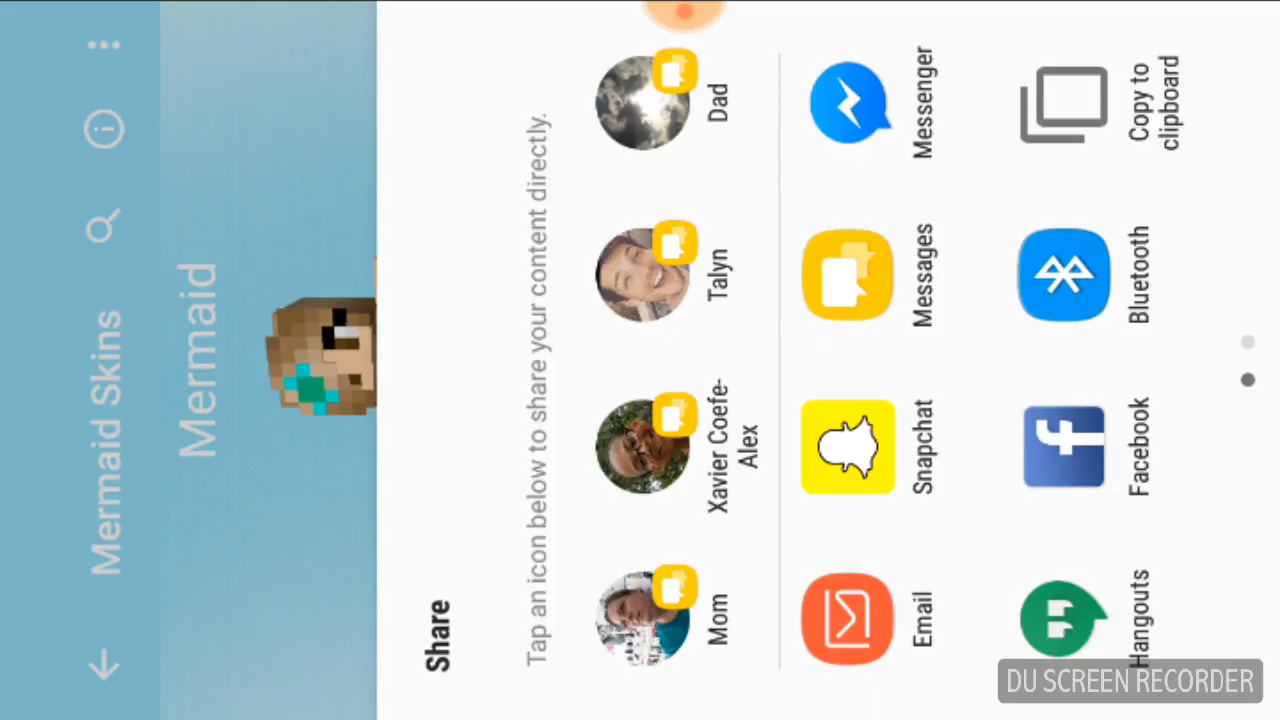 Mermaid Skins
Mermaid
Share
Tap an icon below to share your content directly.
Mom
Xavier Coefe-
Alex
Talyn
Dad
Email
Snapchat
Messages
Messenger
Hangouts
Facebook
Bluetooth
Copy to
clipboard
DU SCREEN RECORDER